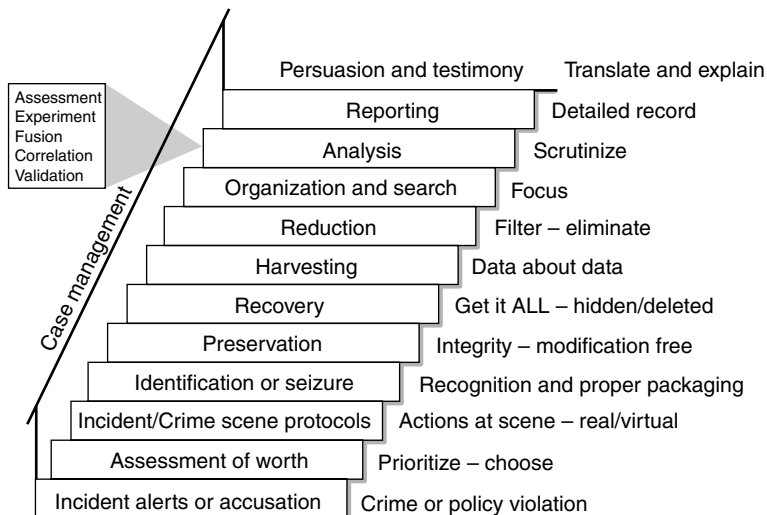 Persuasion and testimony Translate and explain
Assessment
Experiment
Fusion
Correlation
Validation
Reporting Detailed record
Analysis Scrutinize
Organization and search Focus
Reduction Filter – eliminate
Harvesting Data about data
Case management
Recovery Get it ALL – hidden/deleted
Preservation Integrity – modification free
Identification or seizure Recognition and proper packaging
Incident/Crime scene protocols Actions at scene – real/virtual
Assessment of worth Prioritize – choose
Incident alerts or accusation Crime or policy violation